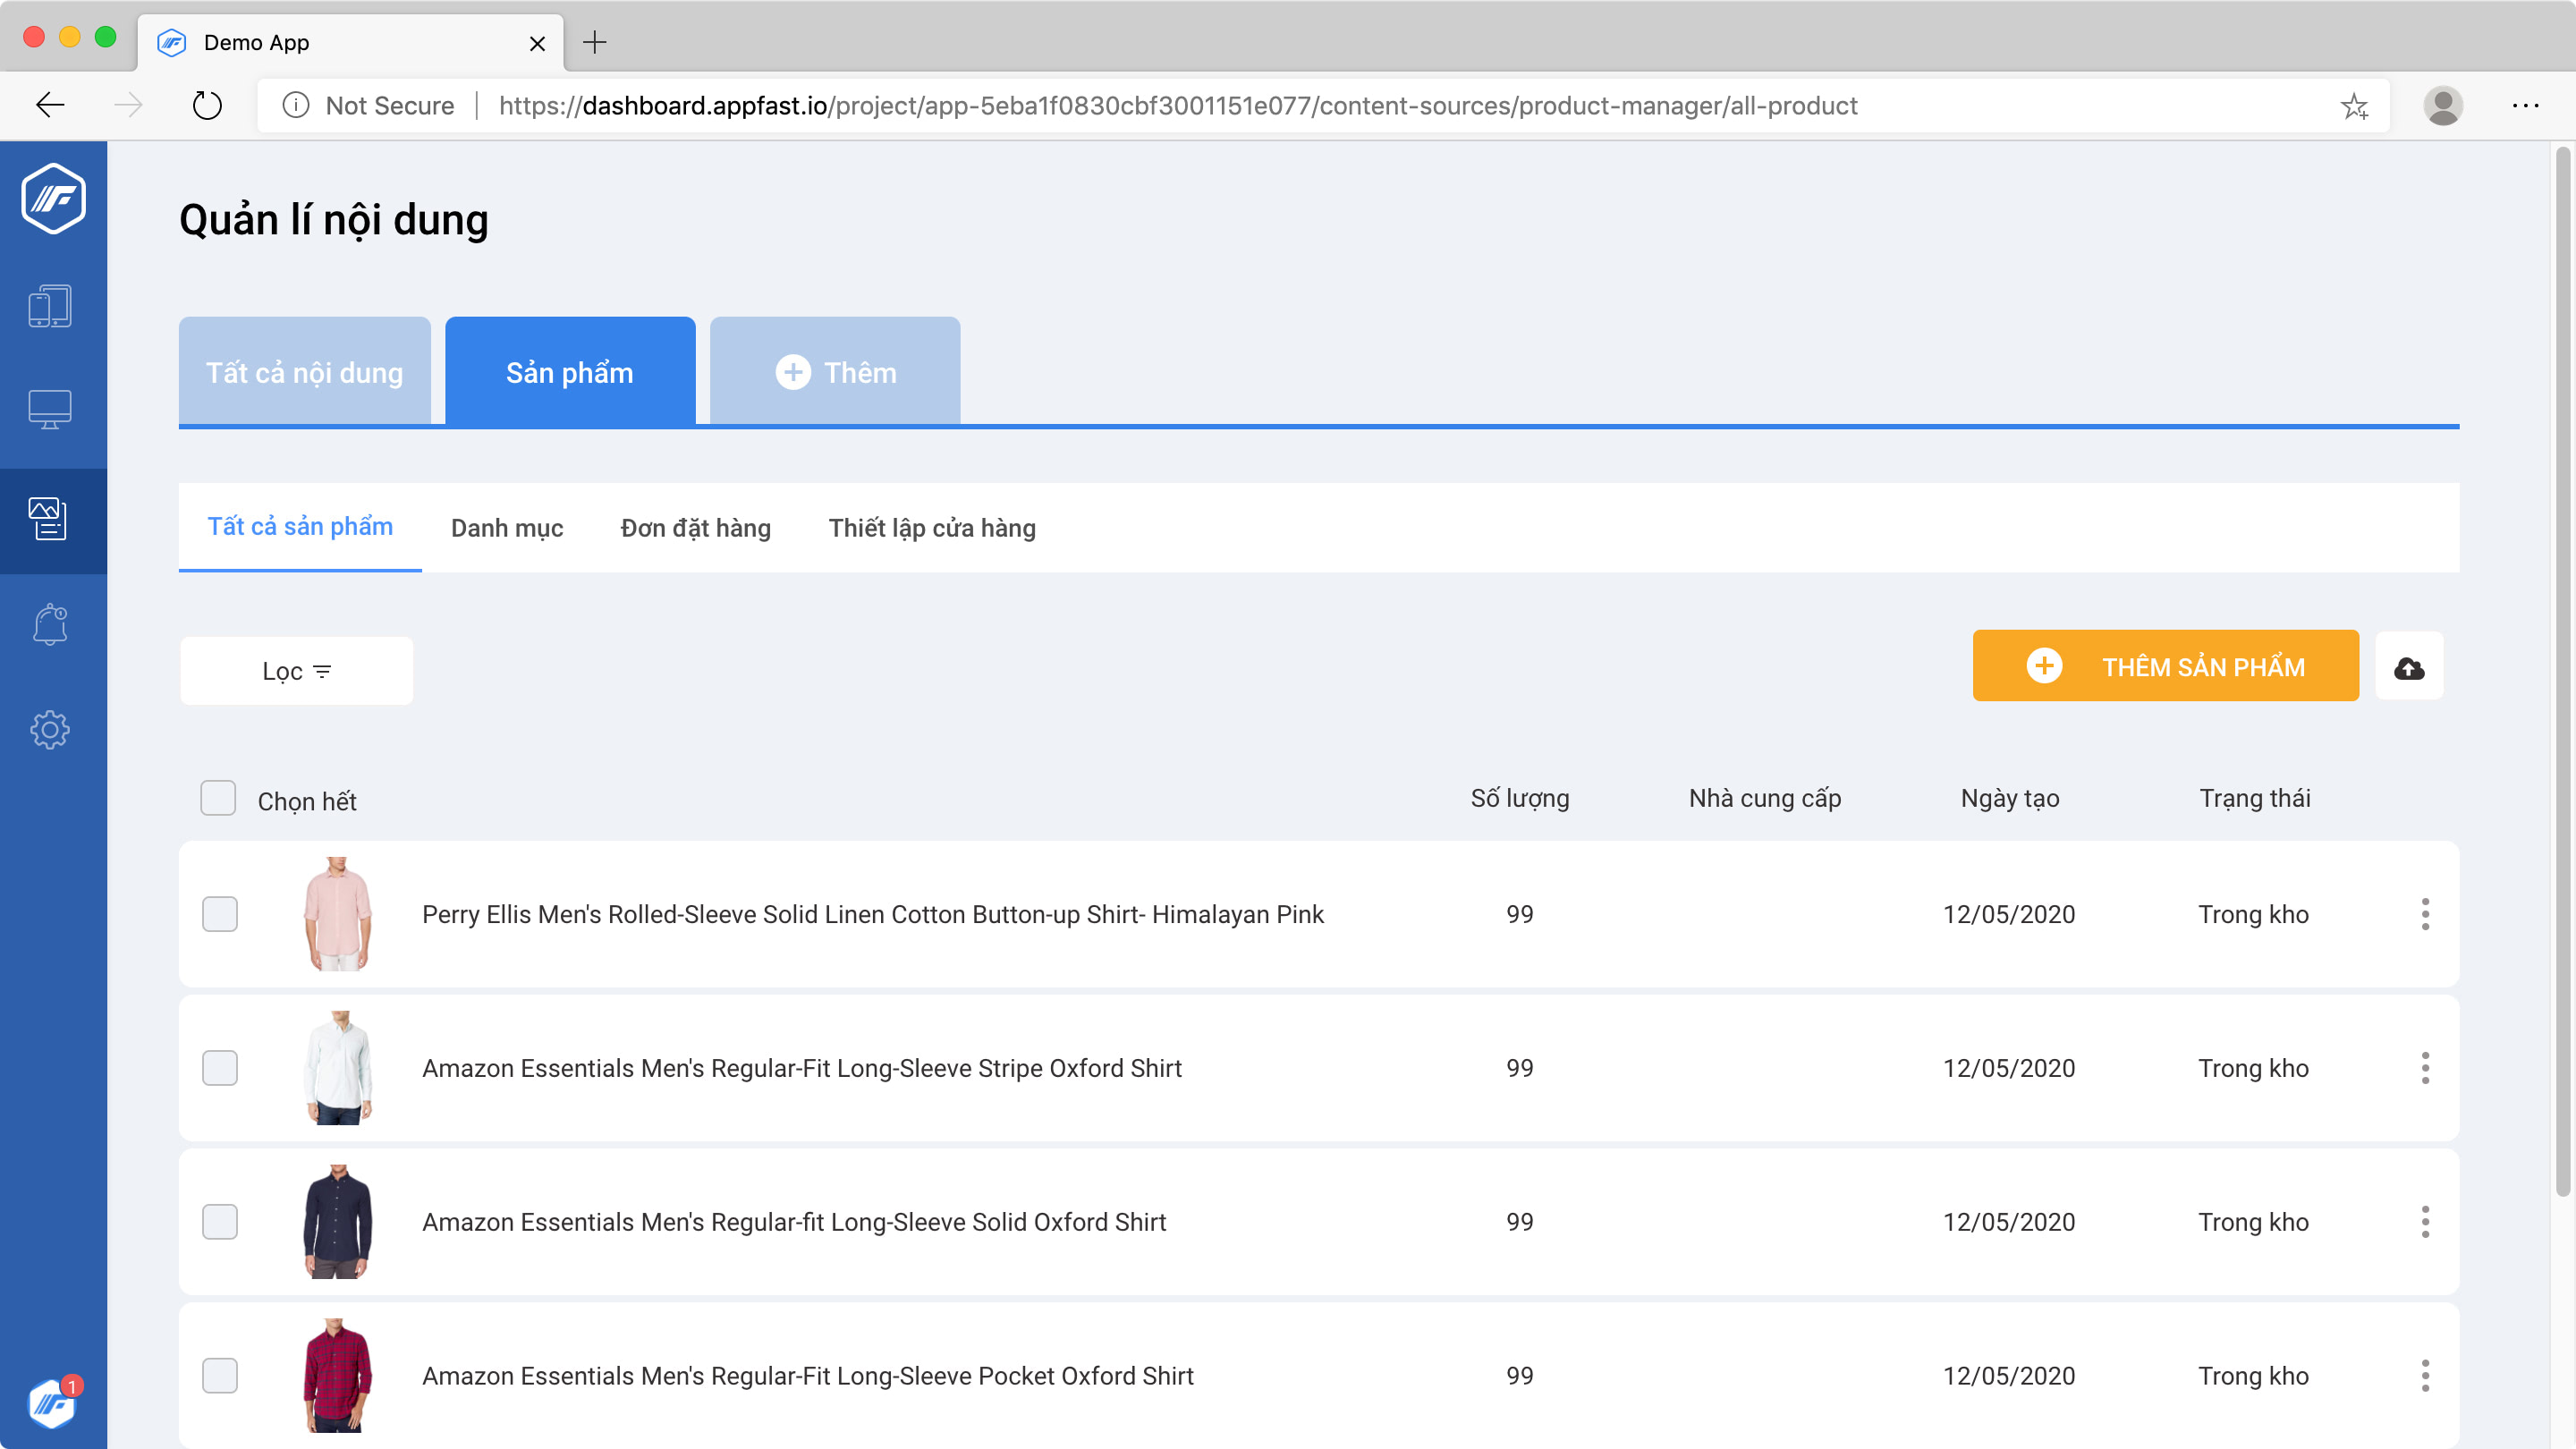 Demo App
Not Secure | https://dashboard.appfast.io/project/app-5eba1f0830cbf3001151e077/content-sources/product-manager/all-product
Quản lí nội dung
Tất cả nội dung Sản phẩm Thêm
Tất cả sản phẩm Danh mục Đơn đặt hàng Thiết lập cửa hàng
Lọc THÊM SẢN PHẨM
Chọn hết Số lượng Nhà cung cấp Ngày tạo Trạng thái
Perry Ellis Men's Rolled-Sleeve Solid Linen Cotton Button-up Shirt- Himalayan Pink 99 12/05/2020 Trong kho
Amazon Essentials Men's Regular-Fit Long-Sleeve Stripe Oxford Shirt 99 12/05/2020 Trong kho
Amazon Essentials Men's Regular-fit Long-Sleeve Solid Oxford Shirt 99 12/05/2020 Trong kho
Amazon Essentials Men's Regular-Fit Long-Sleeve Pocket Oxford Shirt 99 12/05/2020 Trong kho
1